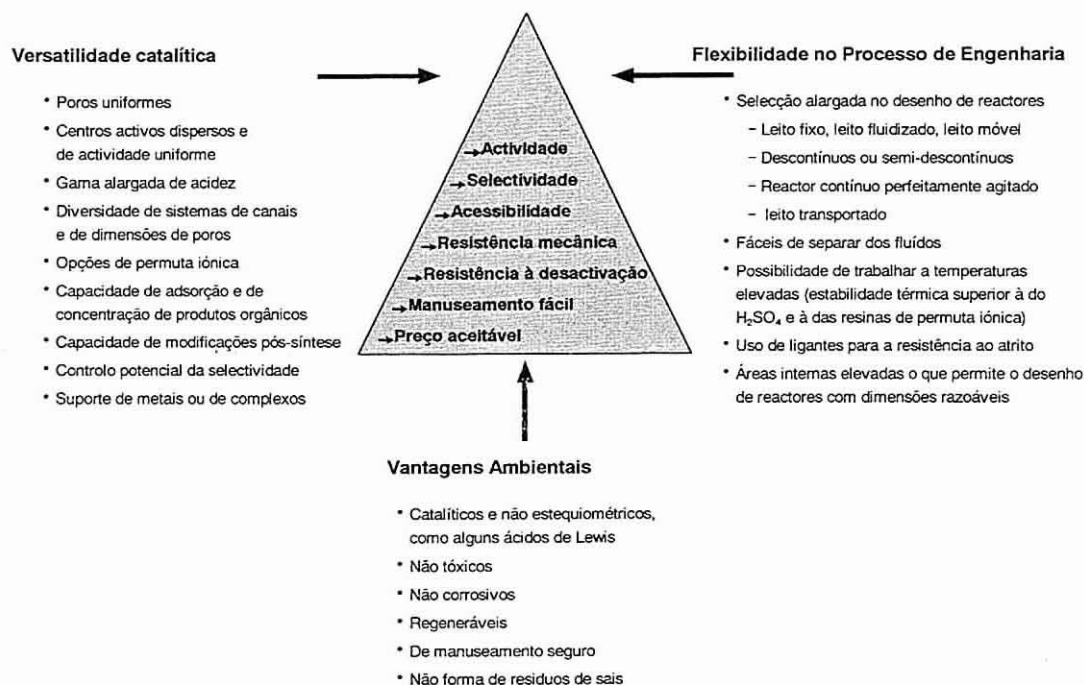 Versatilidade catalítica
* Poros uniformes
* Centros activos dispersos e
de actividade uniforme
* Gama alargada de acidez
* Diversidade de sistemas de canais
e de dimensões de poros
* Opções de permuta iónica
* Capacidade de adsorção e de
concentração de produtos orgânicos
* Capacidade de modificações pós-síntese
* Controlo potencial da selectividade
* Suporte de metais ou de complexos
→Actividade
→Selectividade
→Acessibilidade
→Resistência mecânica
→Resistência à desactivação
→Manuseamento fácil
→Preço aceitável
Flexibilidade no Processo de Engenharia
* Selecção alargada no desenho de reactores
– Leito fixo, leito fluidizado, leito móvel
– Descontínuos ou semi-descontínuos
– Reactor contínuo perfeitamente agitado
– leito transportado
* Fáceis de separar dos fluídos
* Possibilidade de trabalhar a temperaturas
elevadas (estabilidade térmica superior à do
H₂SO₄ e à das resinas de permuta iónica)
* Uso de ligantes para a resistência ao atrito
* Áreas internas elevadas o que permite o desenho
de reactores com dimensões razoáveis
Vantagens Ambientais
* Catalíticos e não estequiométricos,
como alguns ácidos de Lewis
* Não tóxicos
* Não corrosivos
* Regeneráveis
* De manuseamento seguro
* Não forma de residuos de sais